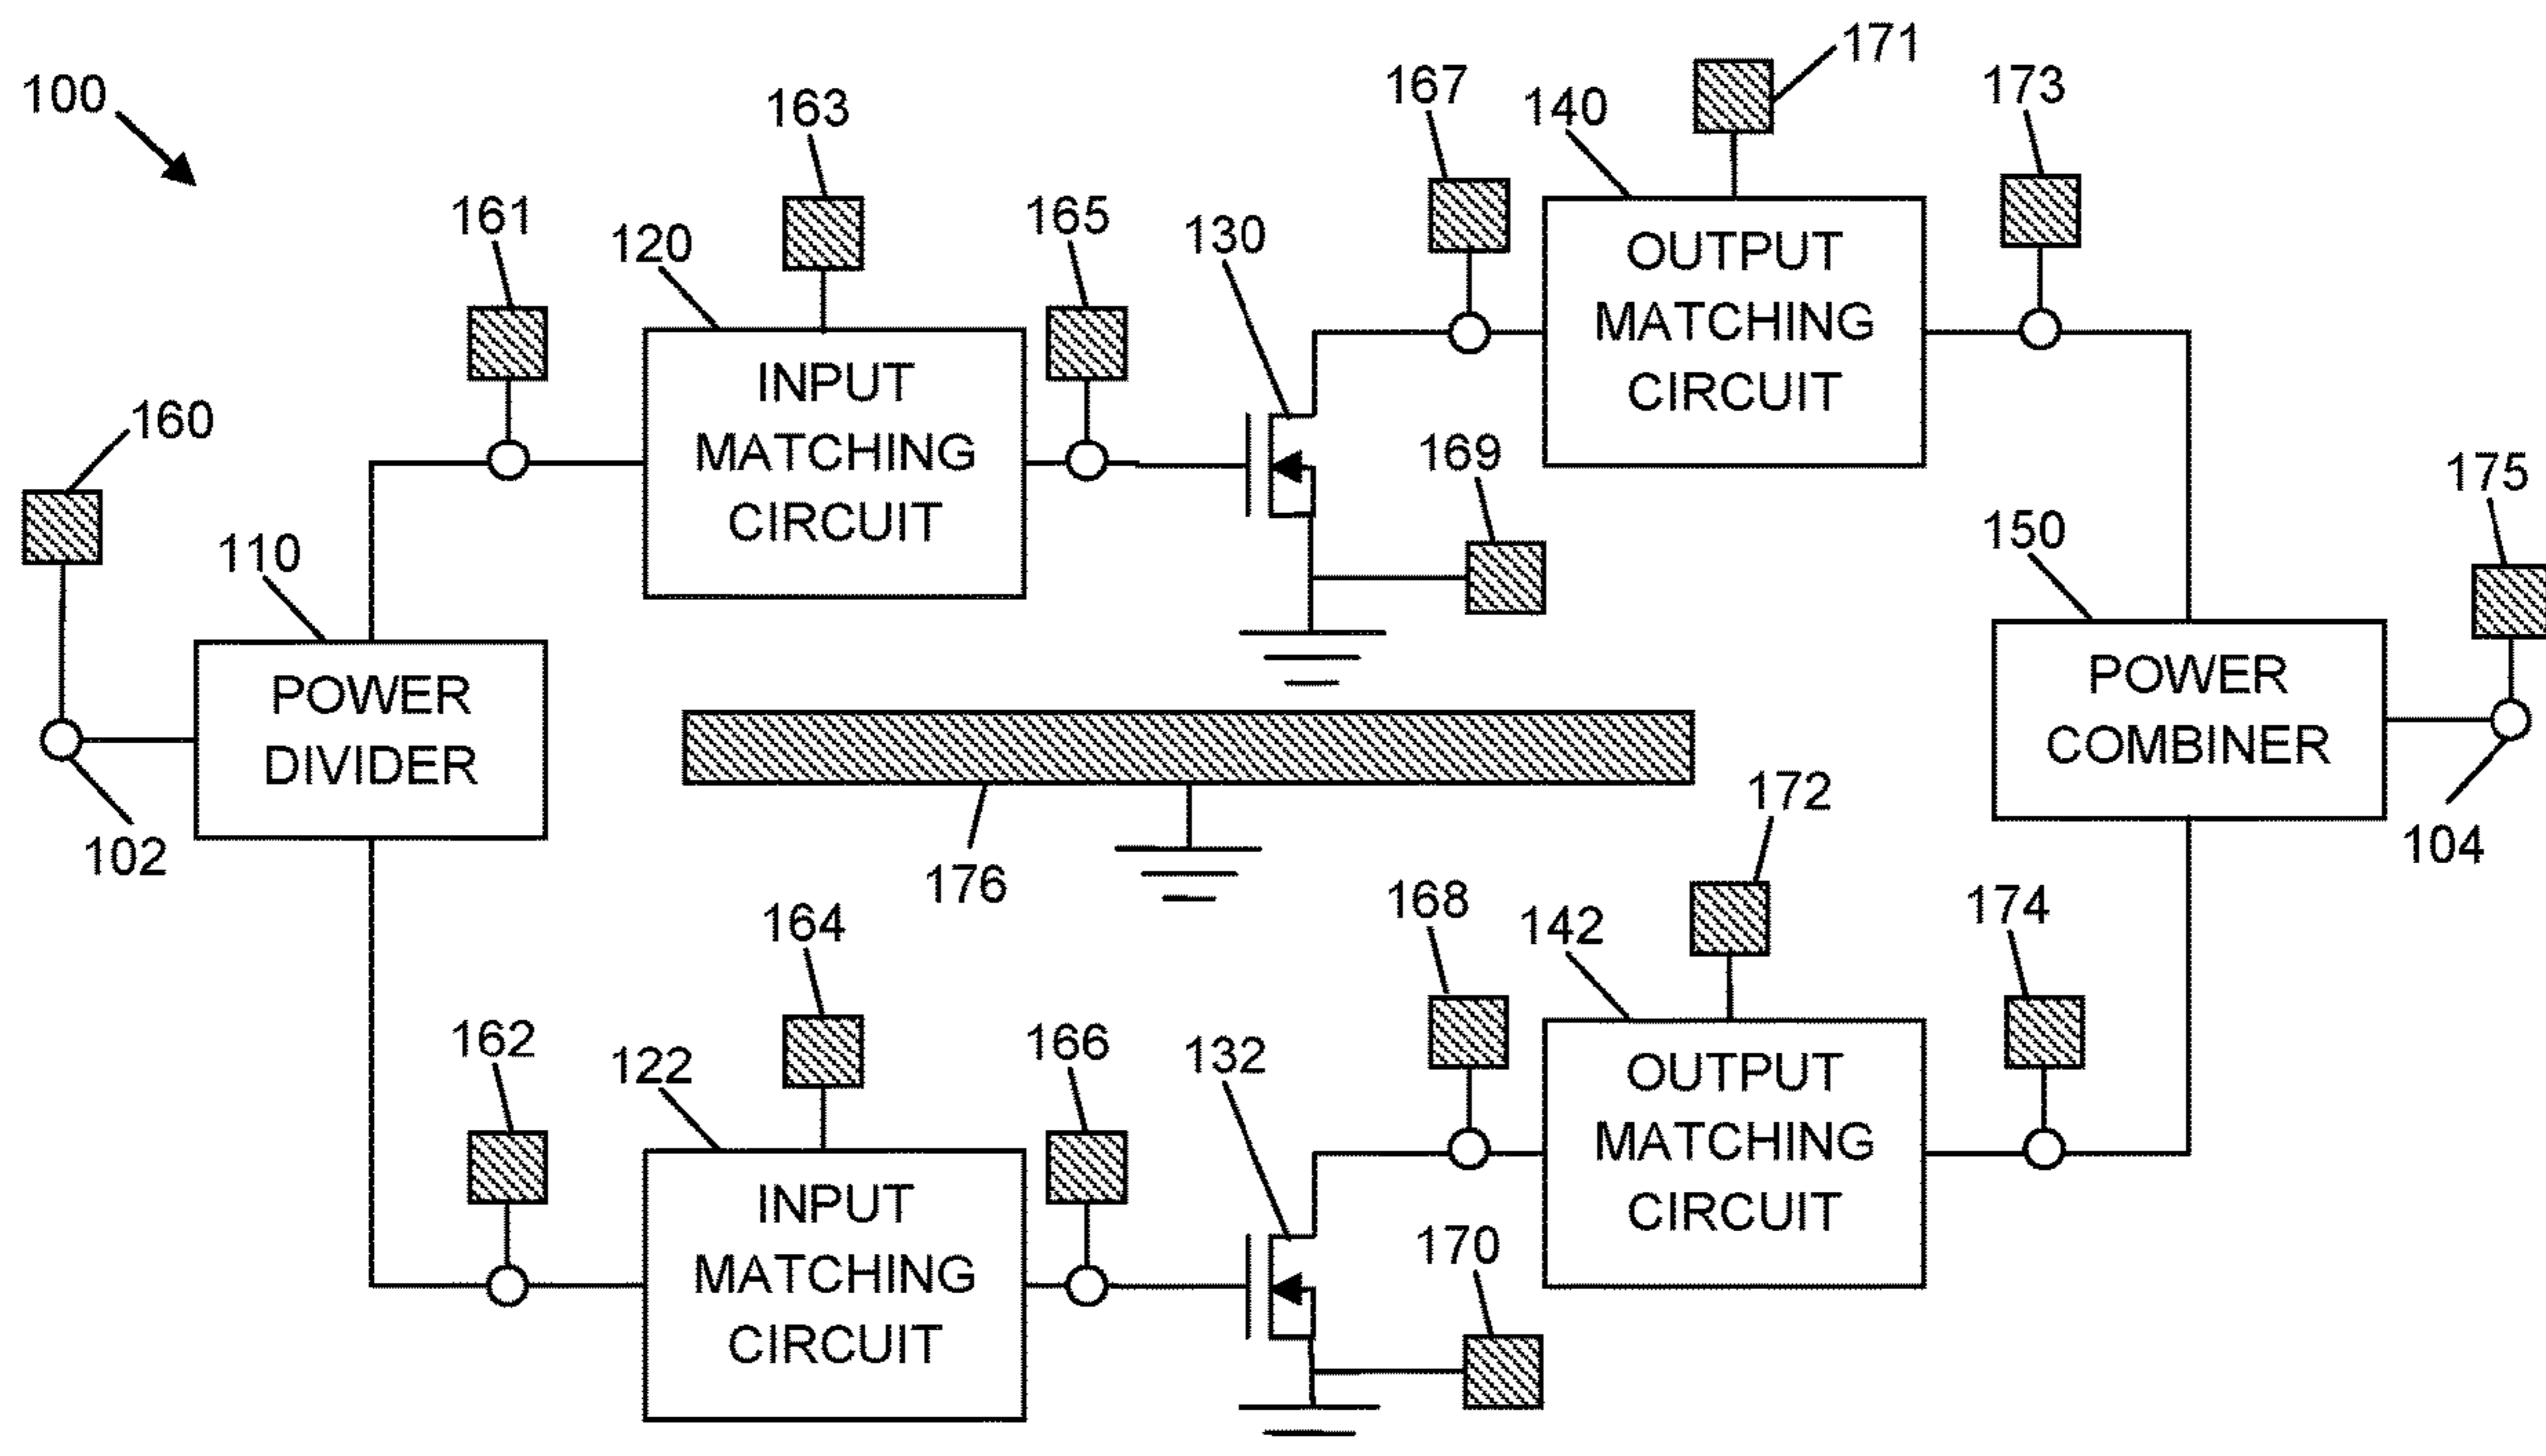 100
171
167
140
173
163
161
120
165
130
OUTPUT
MATCHING
CIRCUIT
INPUT
MATCHING
CIRCUIT
160
169
175
110
150
POWER
DIVIDER
POWER
COMBINER
102
176
172
104
168
142
174
164
162
122
166
132
OUTPUT
MATCHING
CIRCUIT
INPUT
MATCHING
CIRCUIT
170